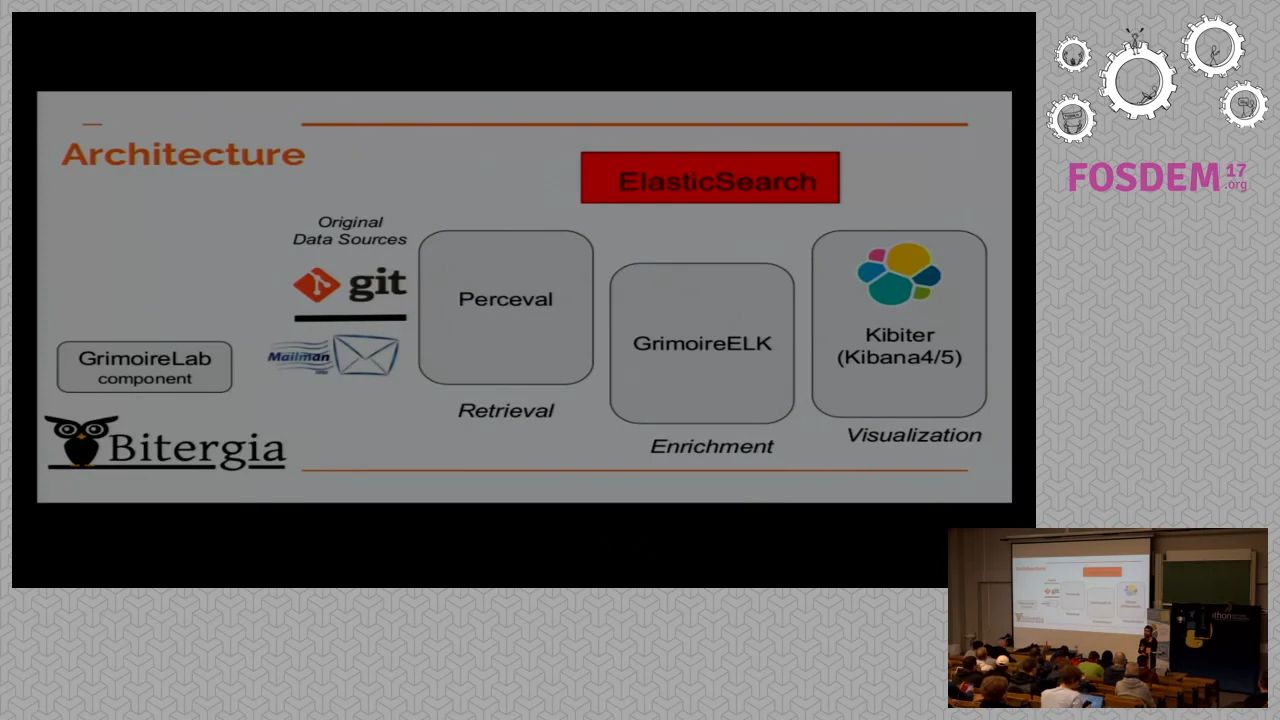 Architecture
ElasticSearch
Original
Data Sources
git
Mailman
Perceval
Retrieval
GrimoireELK
Enrichment
Kibiter
(Kibana4/5)
Visualization
GrimoireLab
component
Bitergia
FOSDEM 17
.org